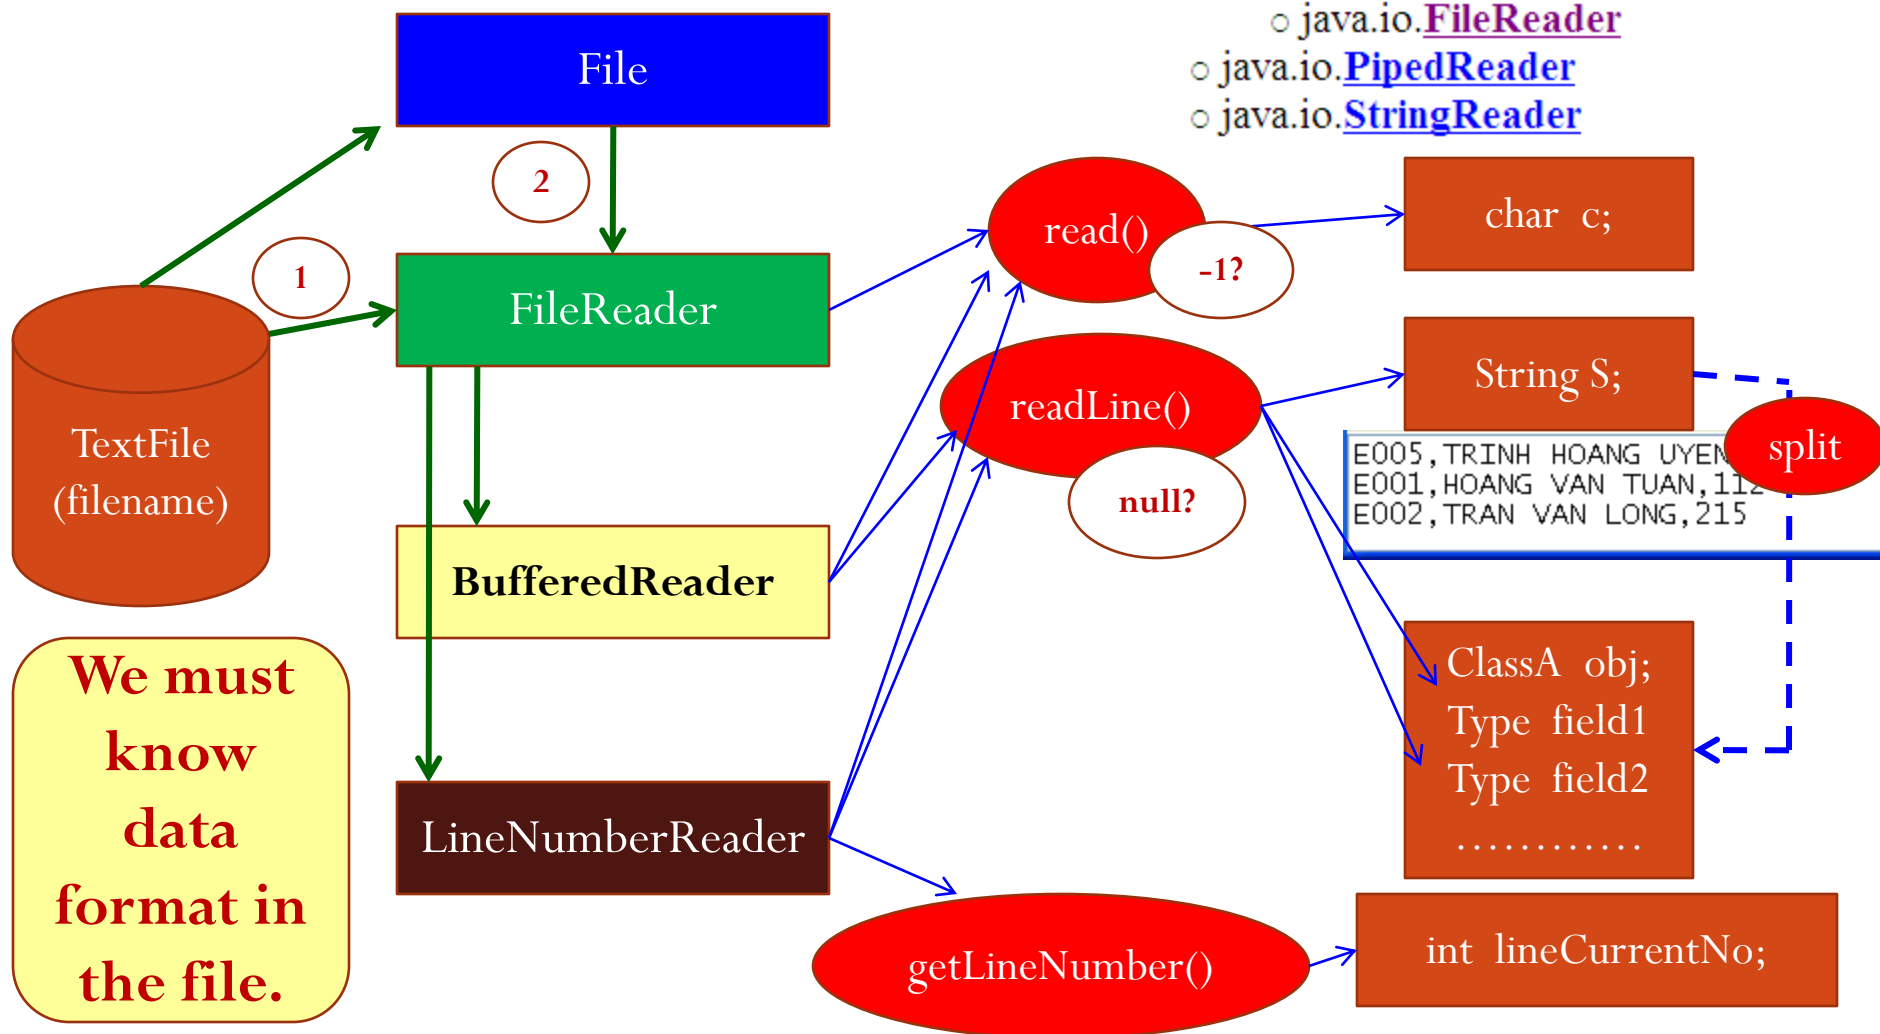 java.io.FileReader
java.io.PipedReader
java.io.StringReader
File
2
1
FileReader
read()
-1?
char c;
TextFile
(filename)
readLine()
null?
String S;
split
E005,TRINH HOANG UYEN
E001,HOANG VAN TUAN,112
E002,TRAN VAN LONG,215
BufferedReader
We must
know
data
format in
the file.
ClassA obj;
Type field1
Type field2
............
LineNumberReader
getLineNumber()
int lineCurrentNo;